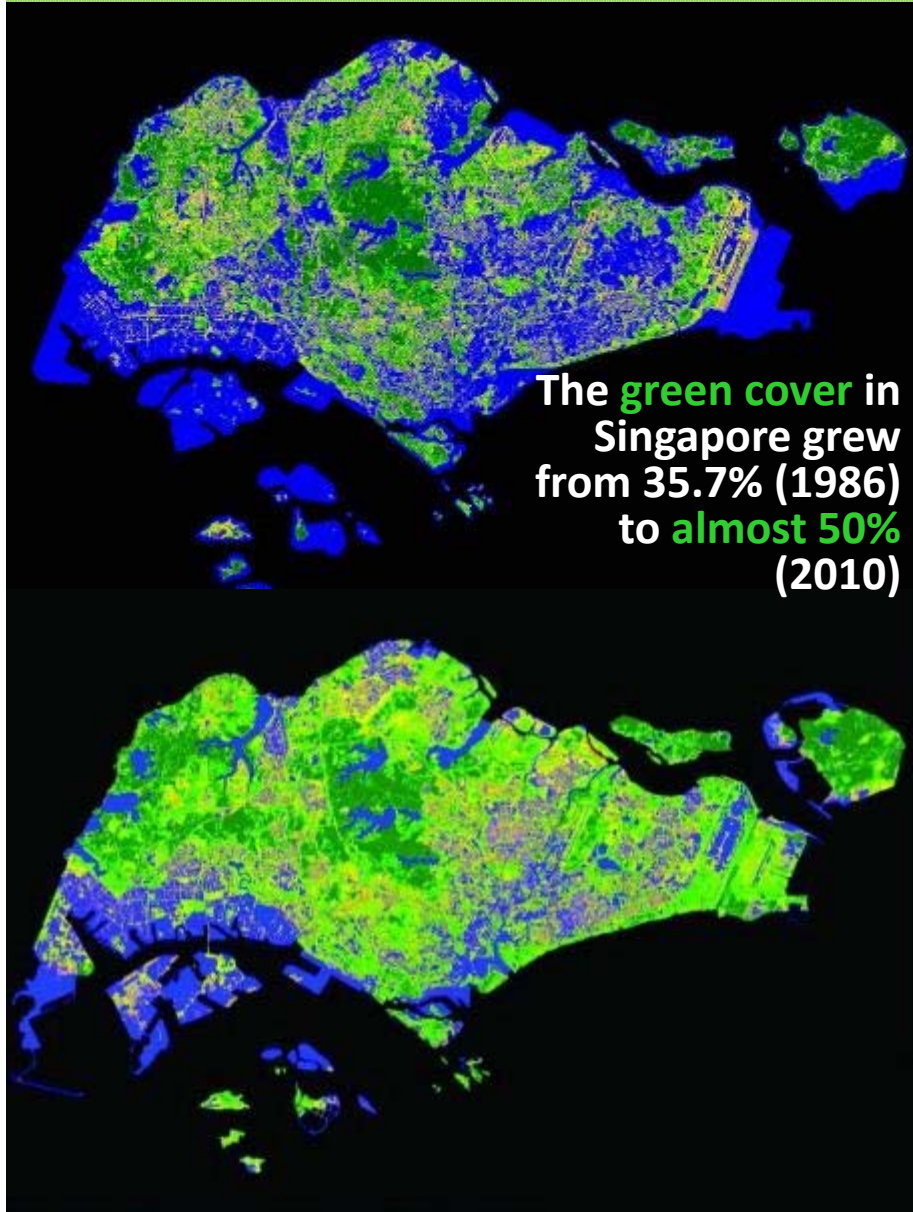 The green cover in
Singapore grew
from 35.7% (1986)
to almost 50%
(2010)